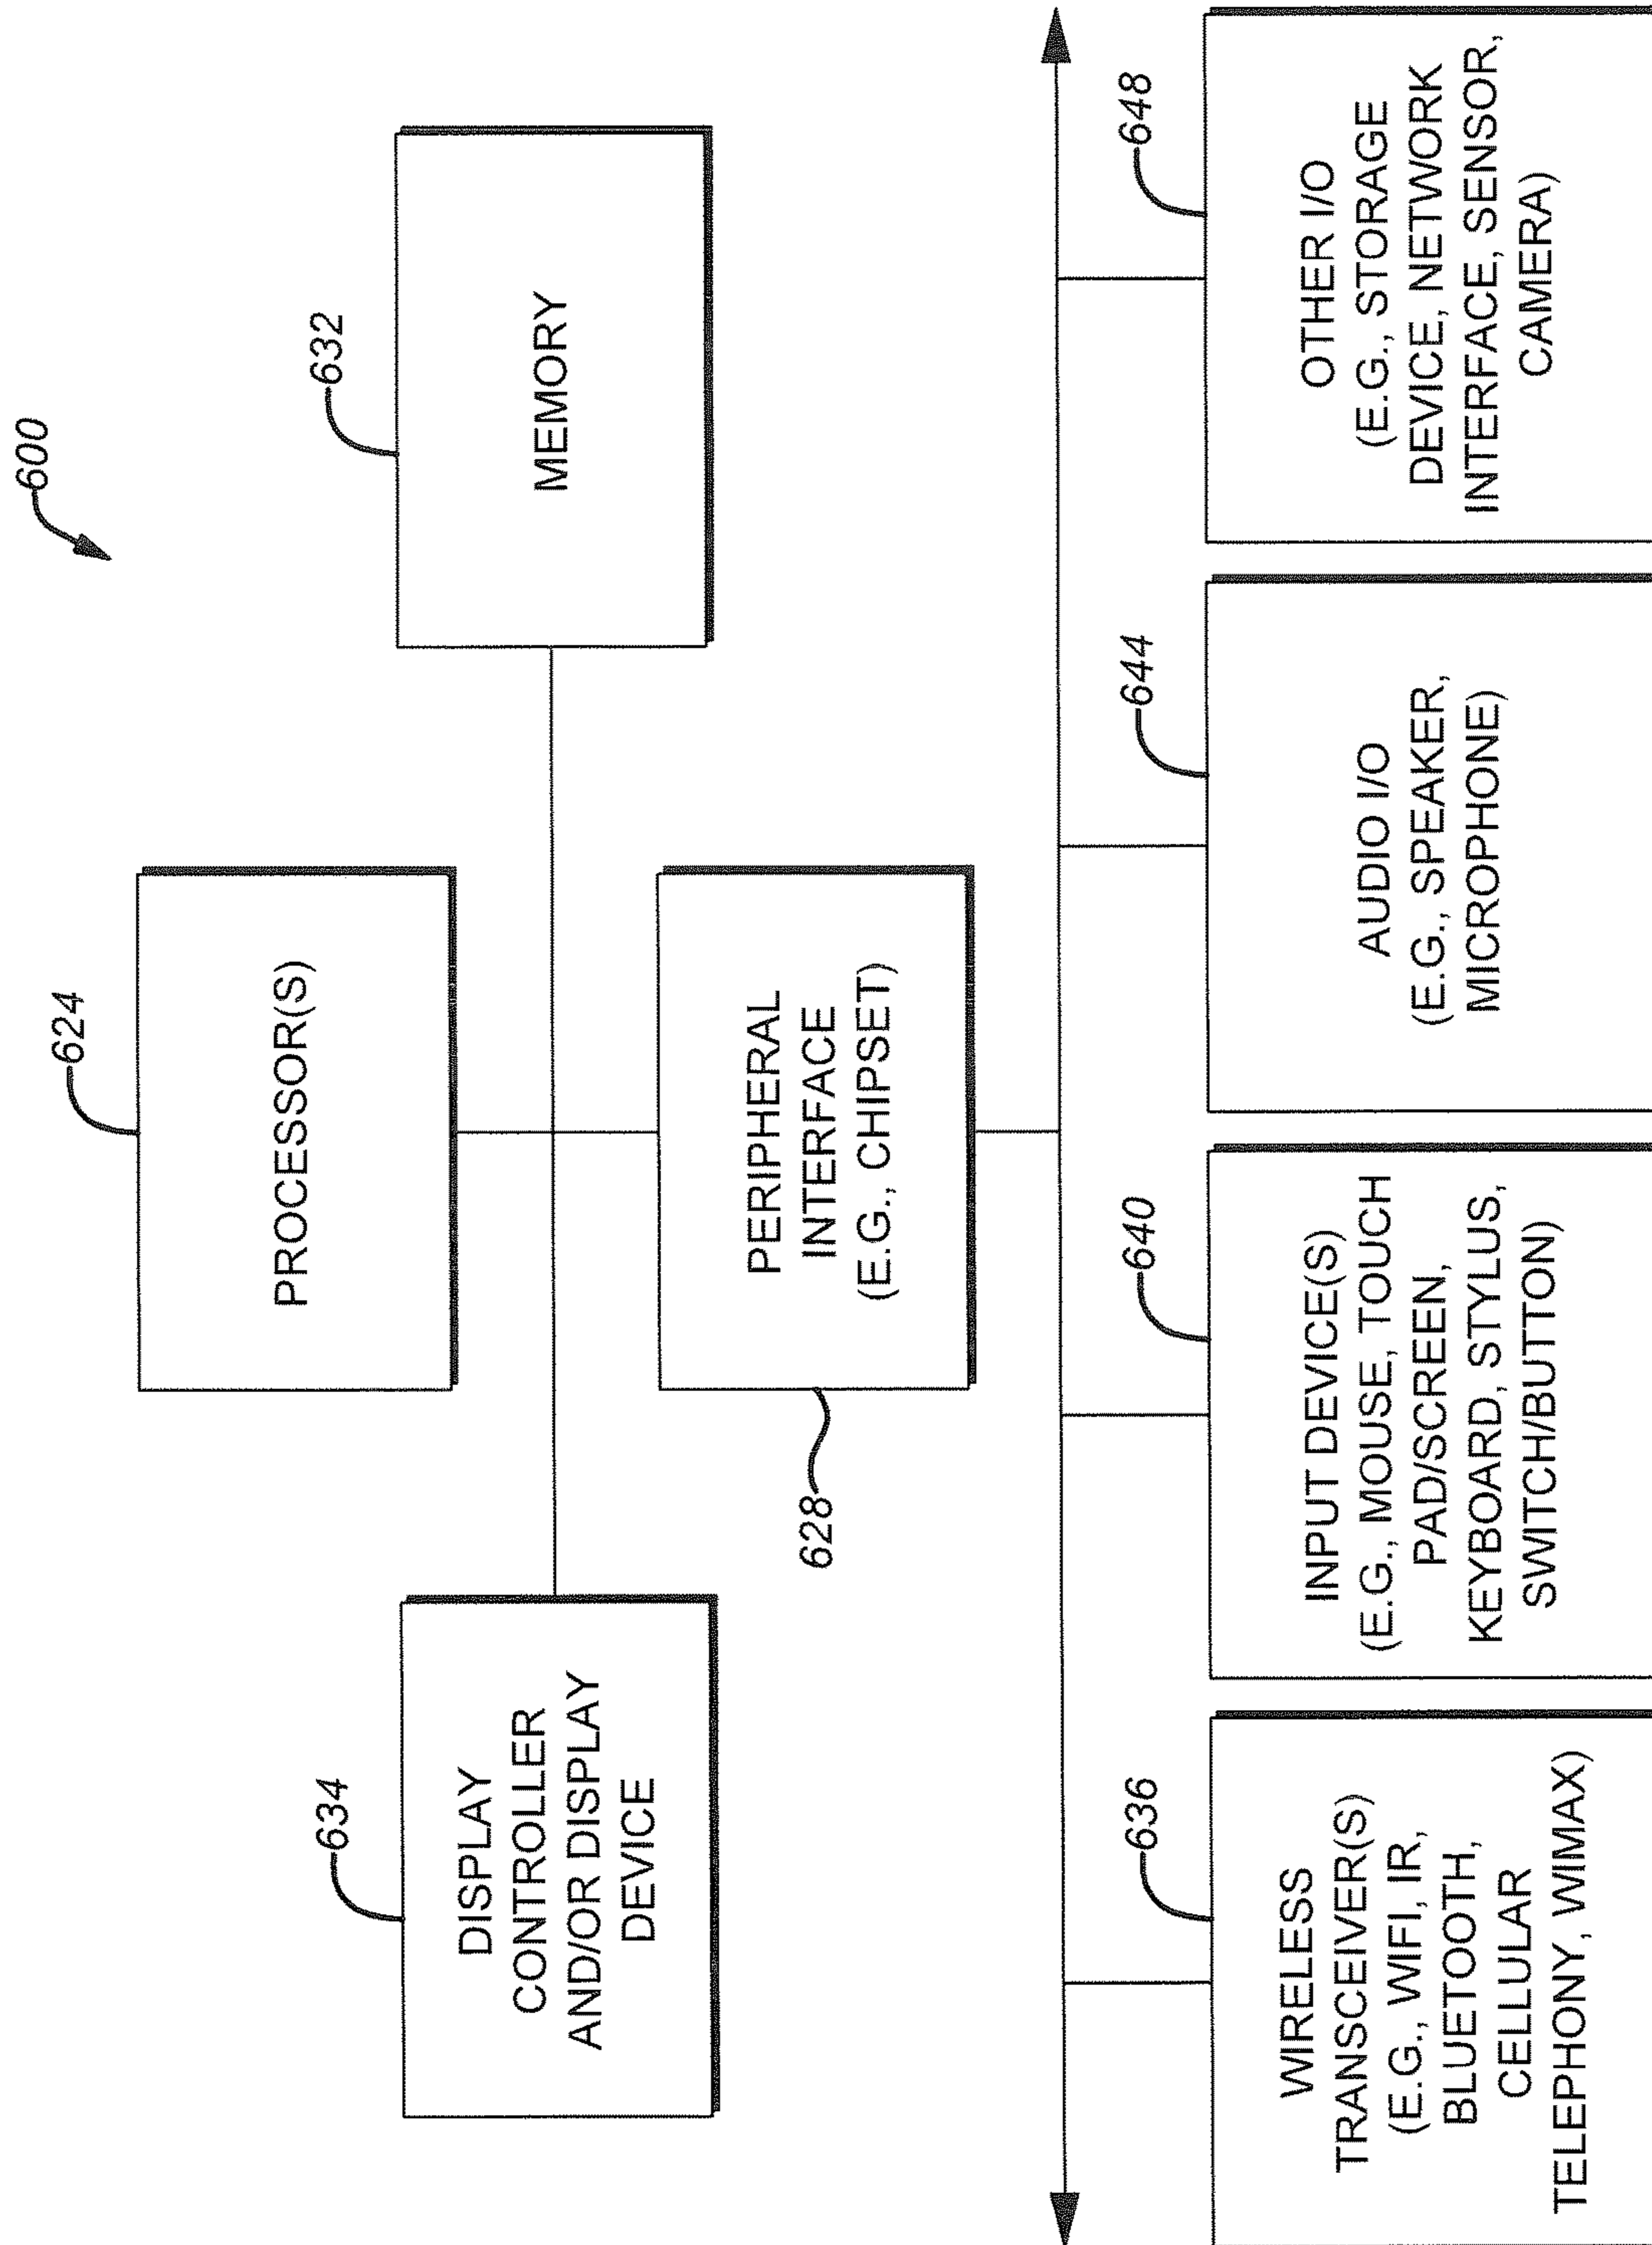 600
624
PROCESSOR(S)
634
DISPLAY
CONTROLLER
AND/OR DISPLAY
DEVICE
632
MEMORY
628
PERIPHERAL
INTERFACE
(E.G., CHIPSET)
636
WIRELESS
TRANSCEIVER(S)
(E.G., WIFI, IR,
BLUETOOTH,
CELLULAR
TELEPHONY, WIMAX)
640
INPUT DEVICE(S)
(E.G., MOUSE, TOUCH
PAD/SCREEN,
KEYBOARD, STYLUS,
SWITCH/BUTTON)
644
AUDIO I/O
(E.G., SPEAKER,
MICROPHONE)
648
OTHER I/O
(E.G., STORAGE
DEVICE, NETWORK
INTERFACE, SENSOR,
CAMERA)